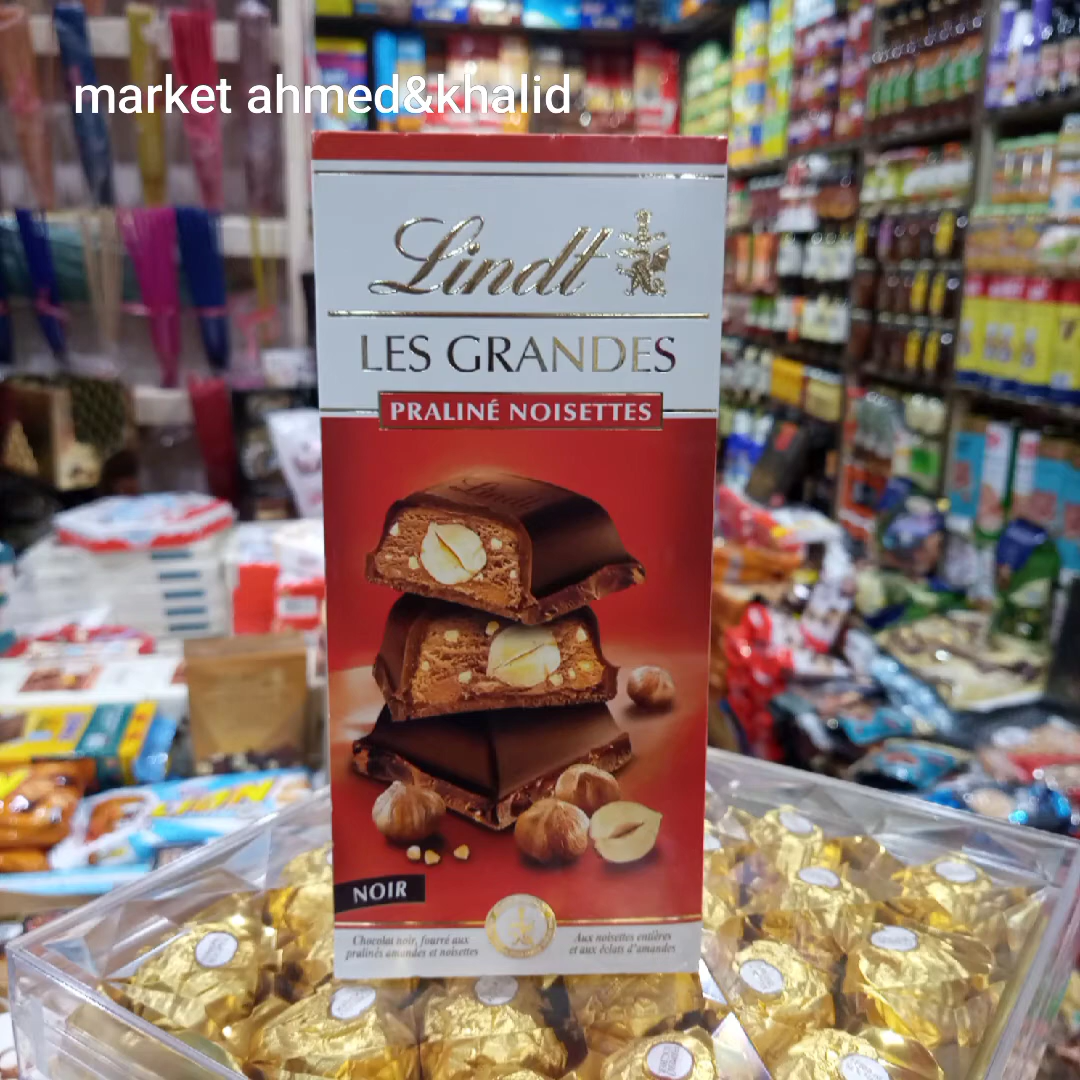 market ahmed&khalid
Lindt
LES GRANDES
PRALINÉ NOISETTES
LION
NOIR
Chocolat noir, fourré aux
pralinés amandes et noisettes
Aux noisettes entières
et aux éclats d'amandes